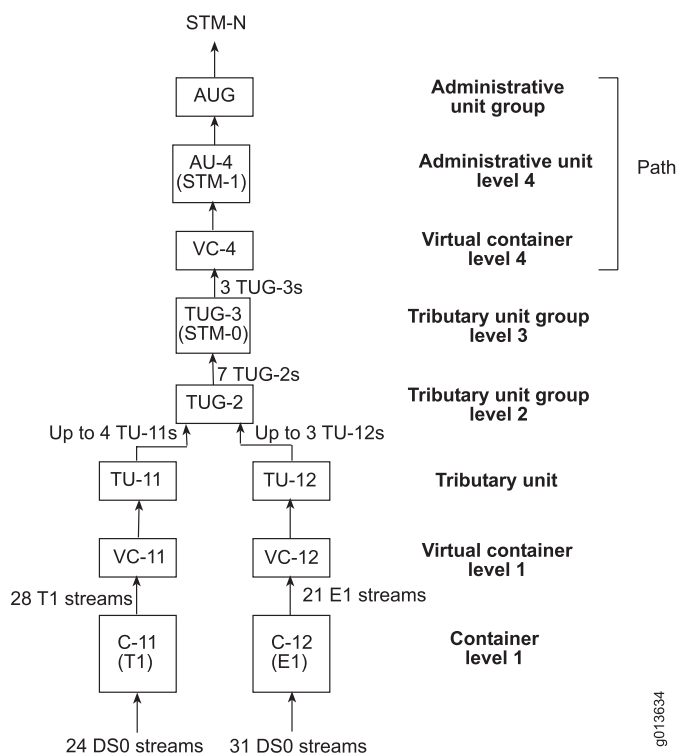 STM-N
AUG
Administrative
unit group
AU-4
(STM-1)
Administrative unit
level 4
Path
VC-4
Virtual container
level 4
3 TUG-3s
TUG-3
(STM-0)
Tributary unit group
level 3
7 TUG-2s
TUG-2
Tributary unit group
level 2
Up to 4 TU-11s
Up to 3 TU-12s
TU-11
TU-12
Tributary unit
VC-11
VC-12
Virtual container
level 1
28 T1 streams
21 E1 streams
C-11
(T1)
C-12
(E1)
Container
level 1
24 DS0 streams
31 DS0 streams
g013634